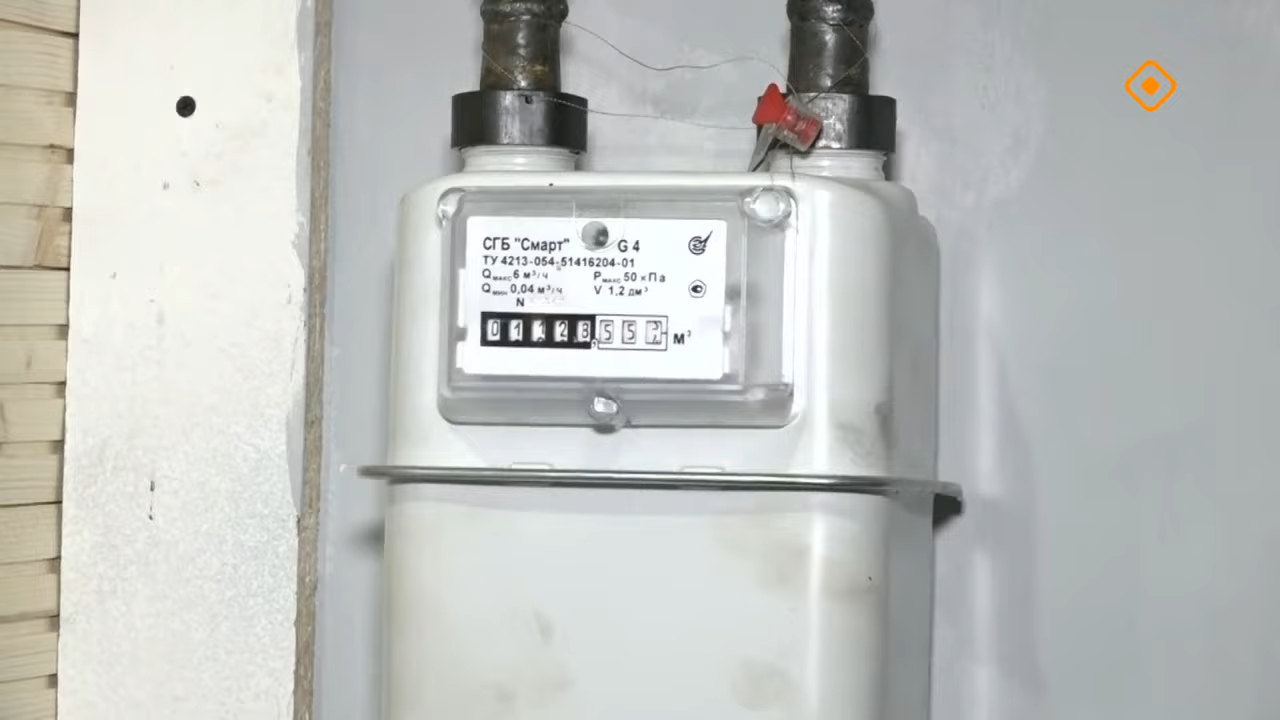 СГБ "Смарт" G 4
ТУ 4213-054-51416204-01
Qмакс 6 м³/ч Pмакс 50 кПа
Qмин 0,04 м³/ч V 1,2 дм³
N
01128,55 м³